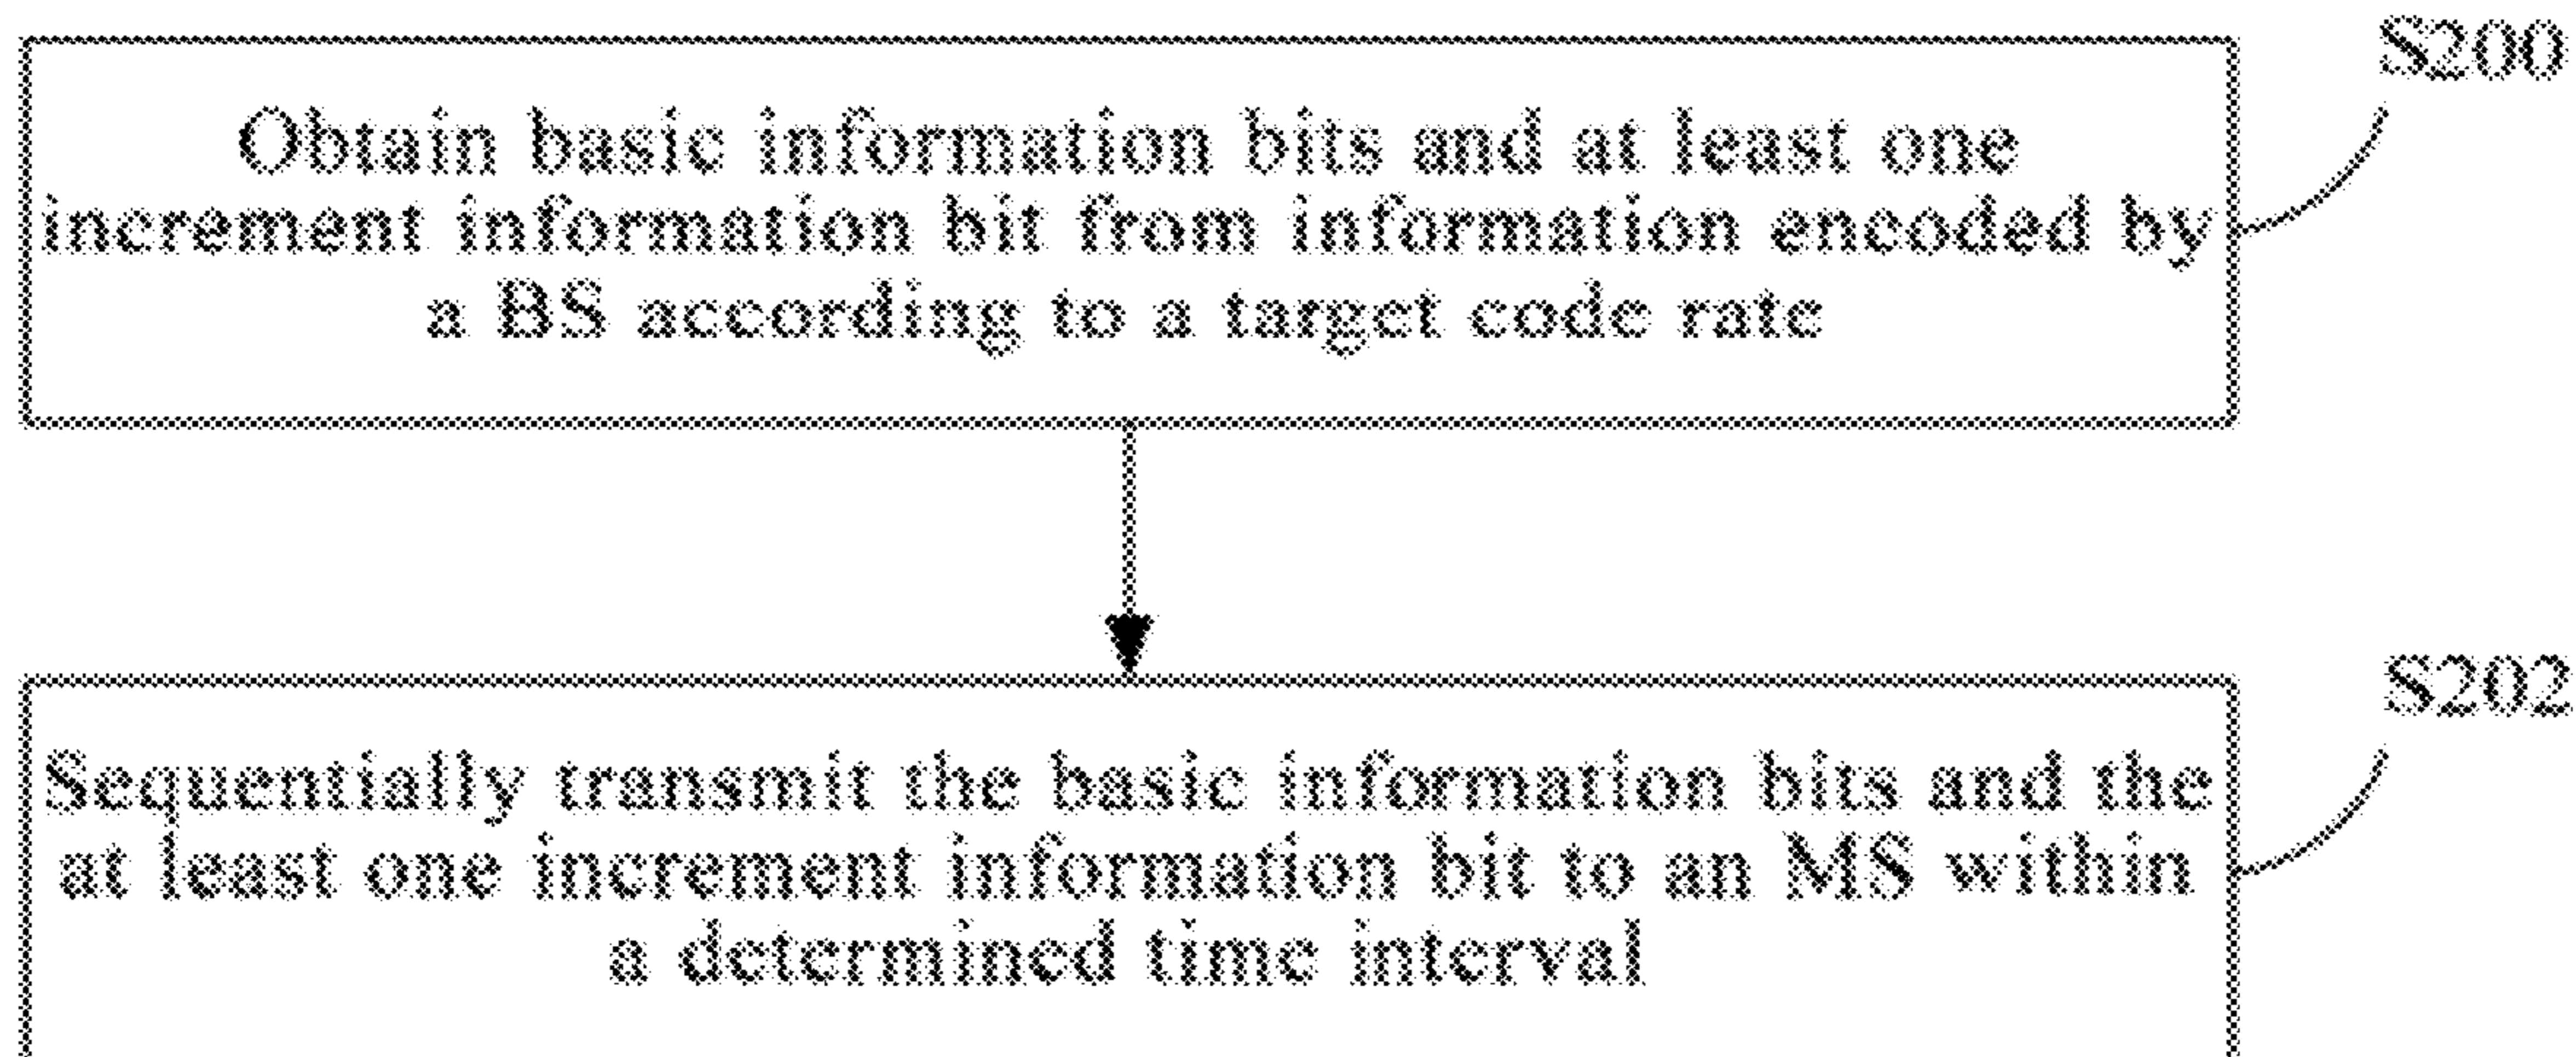 S200
Obtain basic information bits and at least one
increment information bit from information encoded by
a BS according to a target code rate
S202
Sequentially transmit the basic information bits and the
at least one increment information bit to an MS within
a determined time interval